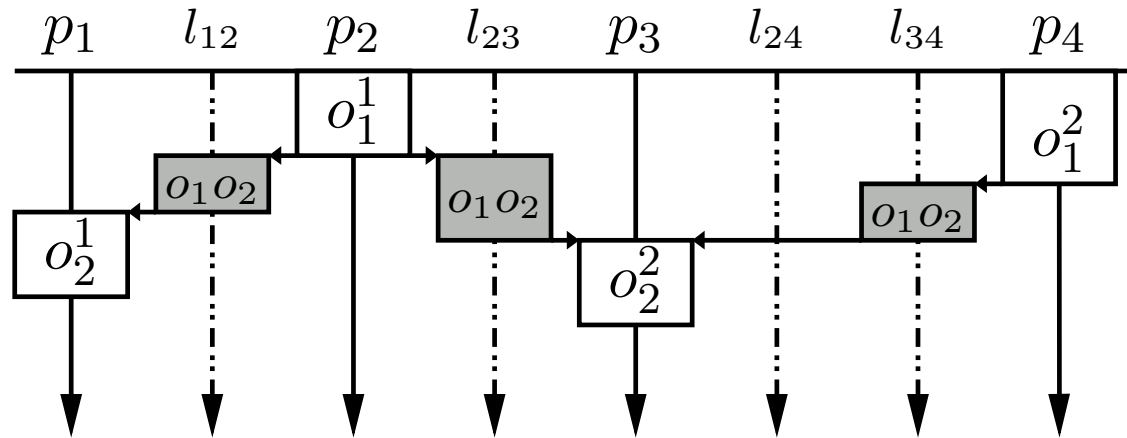 p₁ l₁₂ p₂ l₂₃ p₃ l₂₄ l₃₄ p₄
o₁¹ o₁²
o₁o₂ o₁o₂ o₁o₂
o₂¹ o₂²